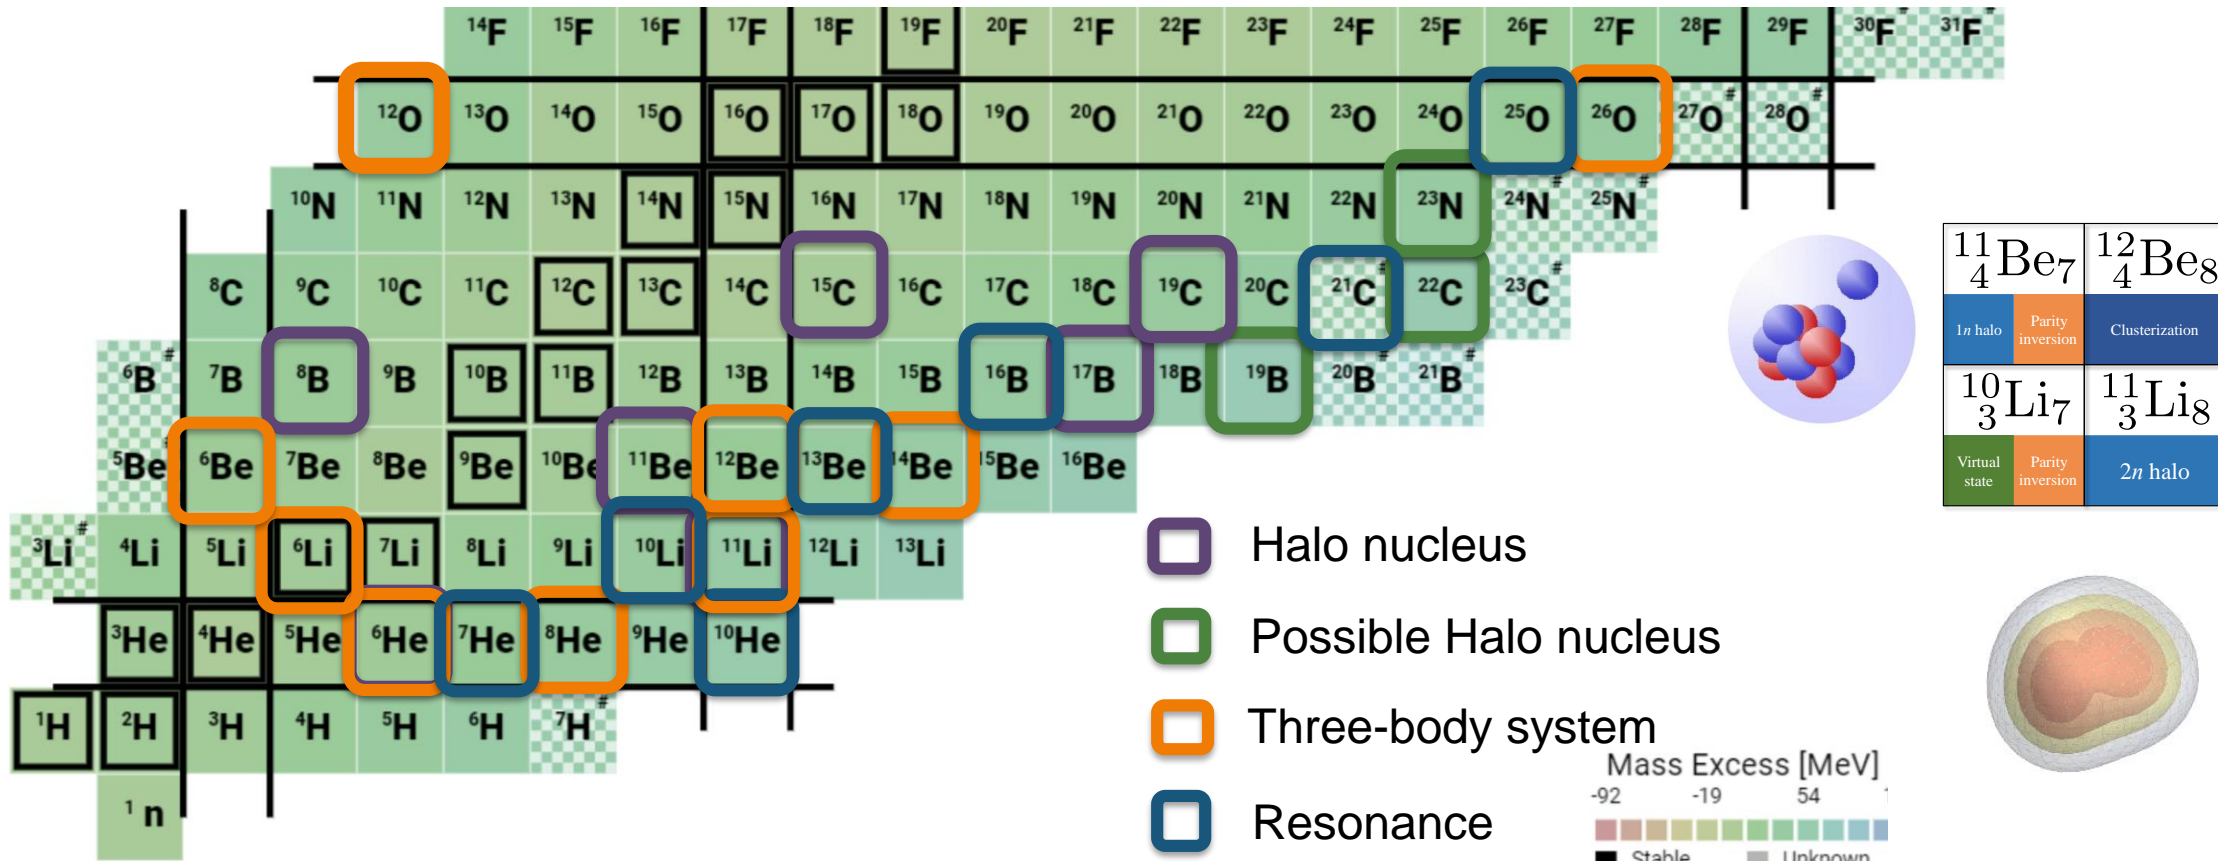 14F 15F 16F 17F 18F 19F 20F 21F 22F 23F 24F 25F 26F 27F 28F 29F 30F# 31F#
12O 13O 14O 15O 16O 17O 18O 19O 20O 21O 22O 23O 24O 25O 26O 27O# 28O#
10N 11N 12N 13N 14N 15N 16N 17N 18N 19N 20N 21N 22N 23N 24N# 25N#
8C 9C 10C 11C 12C 13C 14C 15C 16C 17C 18C 19C 20C 21C# 22C 23C#
6B# 7B 8B 9B 10B 11B 12B 13B 14B 15B 16B 17B 18B 19B 20B# 21B#
5Be# 6Be 7Be 8Be 9Be 10Be 11Be 12Be 13Be 14Be 15Be 16Be
3Li# 4Li 5Li 6Li 7Li 8Li 9Li 10Li 11Li 12Li 13Li
3He 4He 5He 6He 7He 8He 9He 10He
1H 2H 3H 4H 5H 6H 7H#
1n
11 4 Be 7 12 4 Be 8
1n halo Parity inversion Clusterization
10 3 Li 7 11 3 Li 8
Virtual state Parity inversion 2n halo
Halo nucleus
Possible Halo nucleus
Three-body system
Resonance
Mass Excess [MeV]
-92 -19 54
Stable Unknown